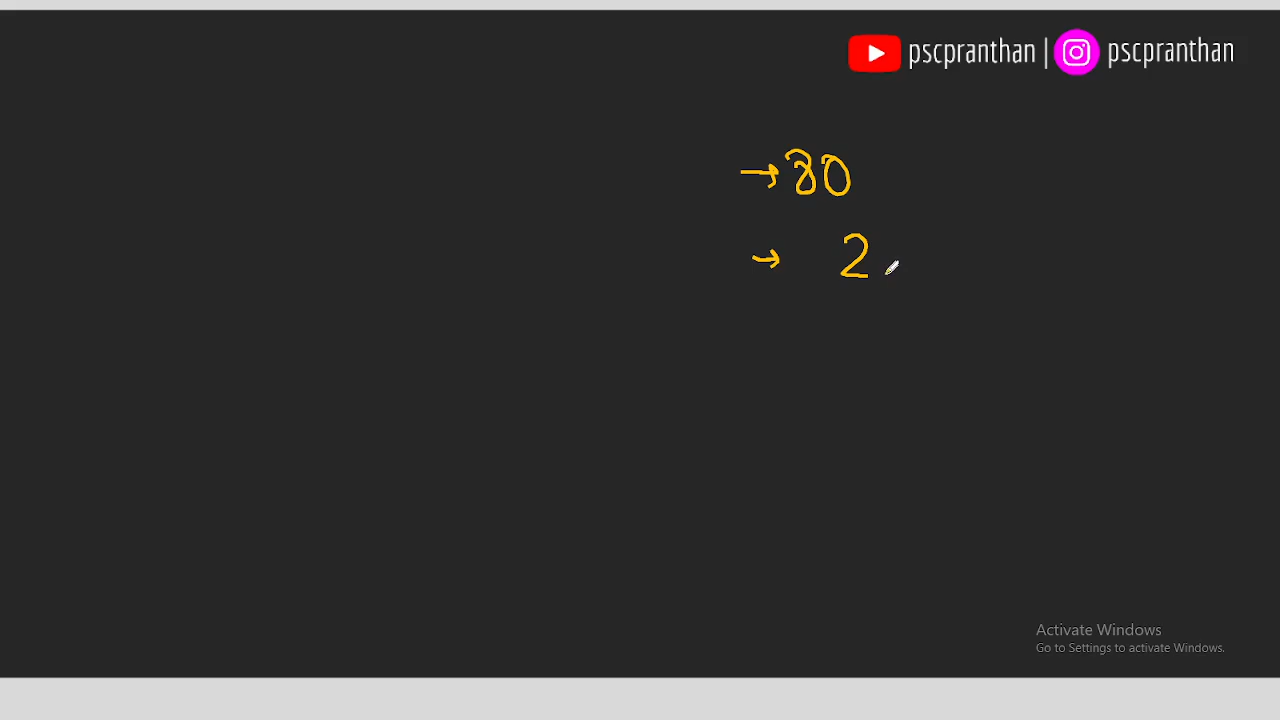 pscpranthan | pscpranthan
→ 80
→ 2
Activate Windows
Go to Settings to activate Windows.